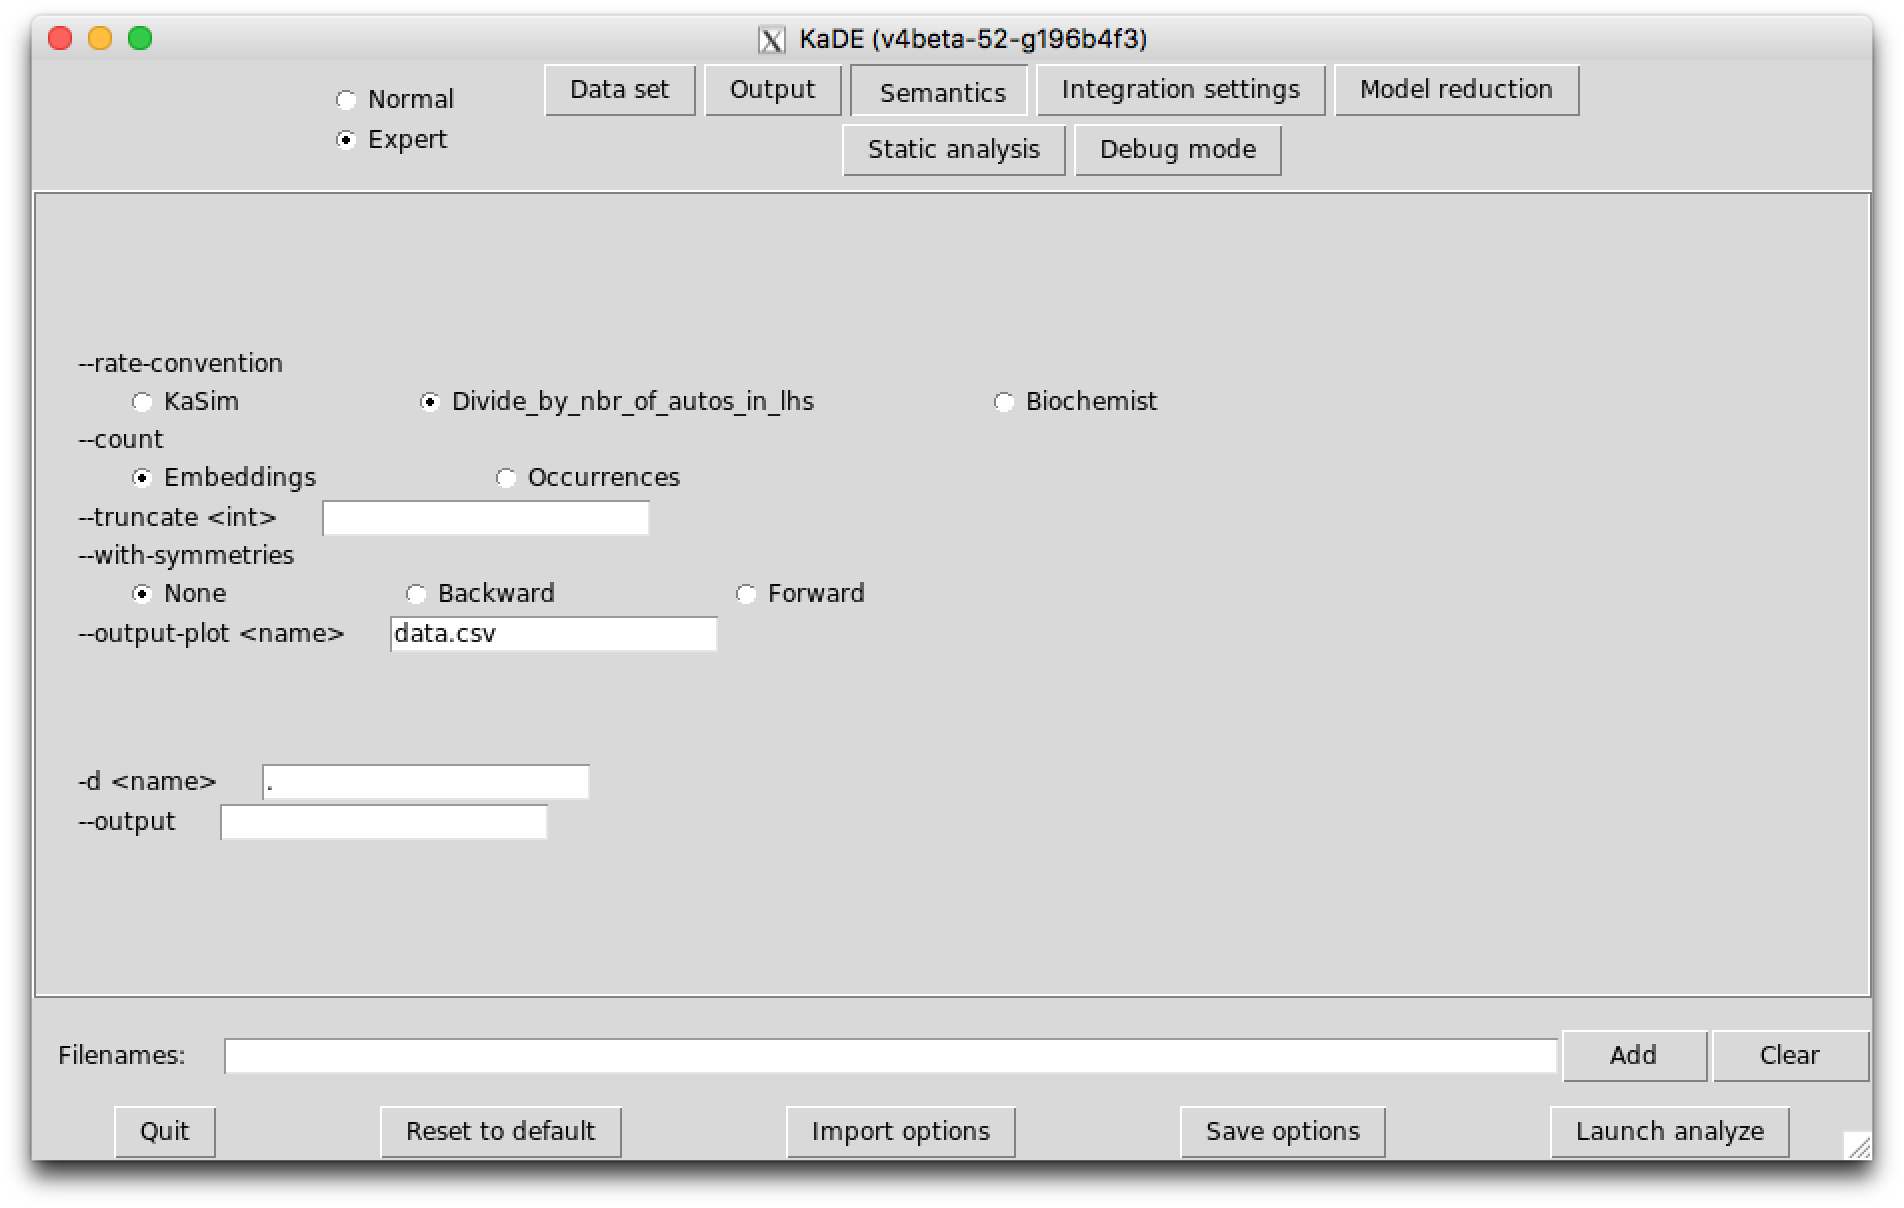 KaDE (v4beta-52-g196b4f3)
Normal
Expert
Data set Output Semantics Integration settings Model reduction
Static analysis Debug mode
--rate-convention
KaSim Divide_by_nbr_of_autos_in_lhs Biochemist
--count
Embeddings Occurrences
--truncate <int>
--with-symmetries
None Backward Forward
--output-plot <name> data.csv
-d <name> .
--output
Filenames: Add Clear
Quit Reset to default Import options Save options Launch analyze